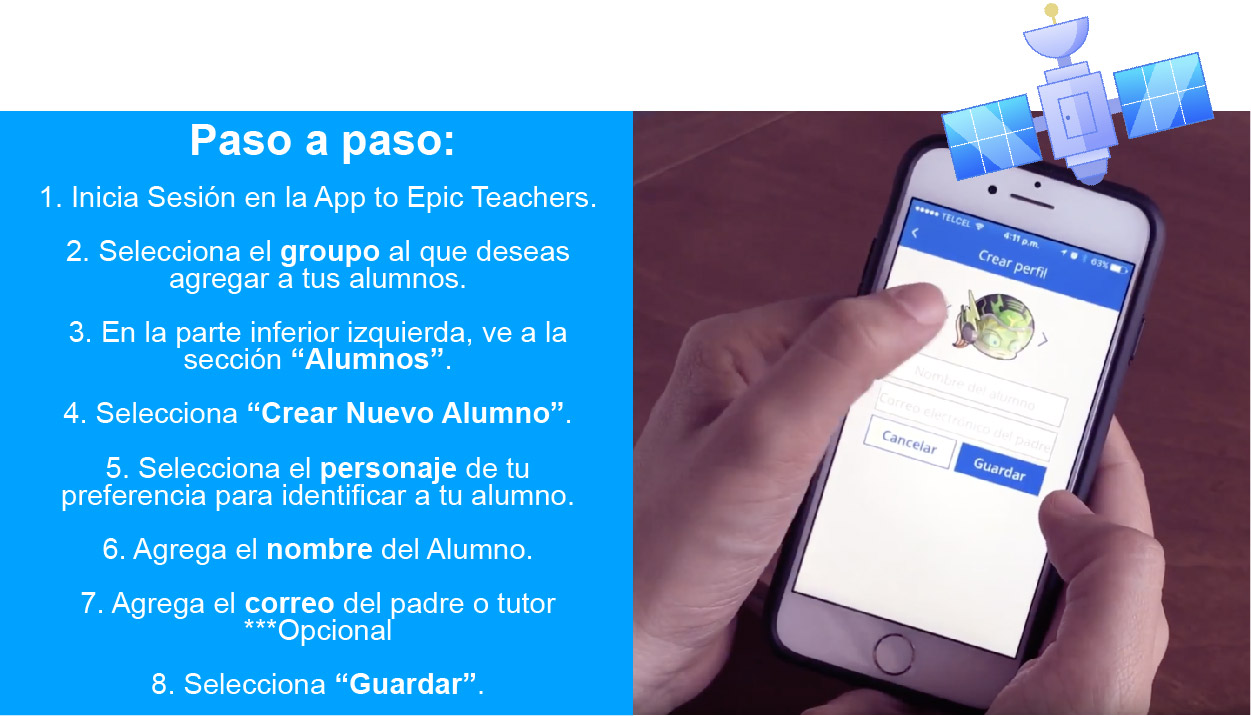 Paso a paso:
1. Inicia Sesión en la App to Epic Teachers.
2. Selecciona el groupo al que deseas
agregar a tus alumnos.
3. En la parte inferior izquierda, ve a la
sección “Alumnos”.
4. Selecciona “Crear Nuevo Alumno”.
5. Selecciona el personaje de tu
preferencia para identificar a tu alumno.
6. Agrega el nombre del Alumno.
7. Agrega el correo del padre o tutor
***Opcional
8. Selecciona “Guardar”.
TELCEL 4:11 p.m. 63%
Crear perfil
Nombre del alumno
Correo electrónico del padre
Cancelar Guardar